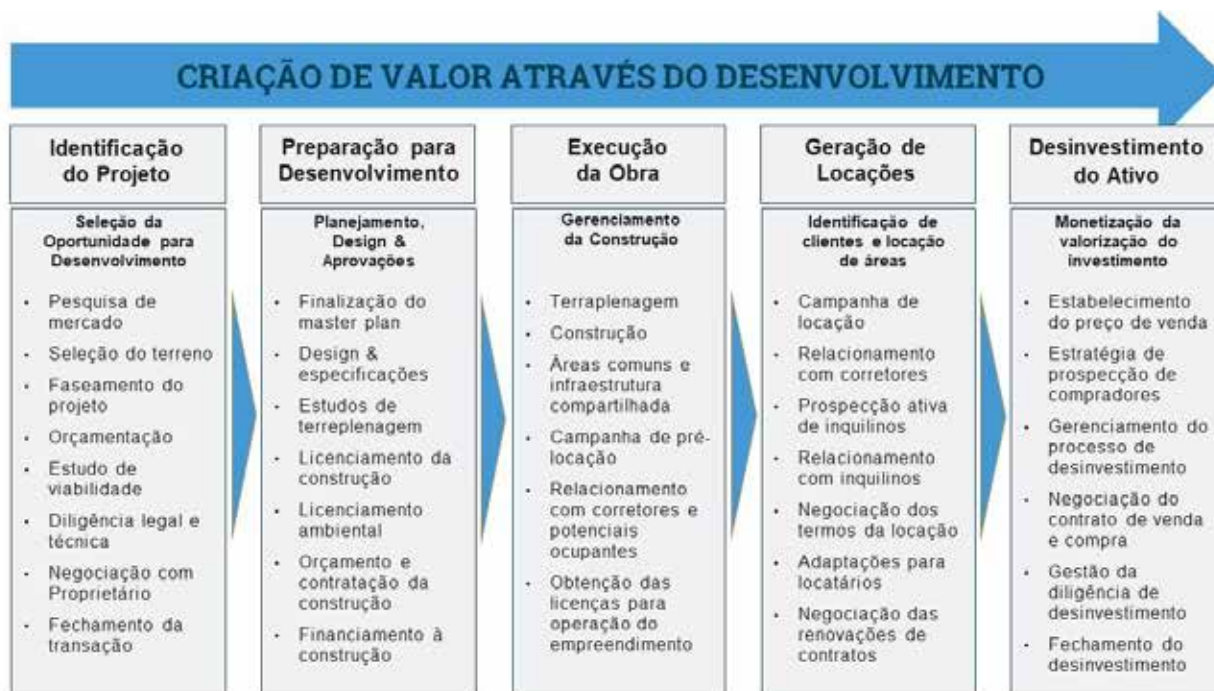 CRIAÇÃO DE VALOR ATRAVÉS DO DESENVOLVIMENTO
Identificação
do Projeto
Seleção da
Oportunidade para
Desenvolvimento
• Pesquisa de
mercado
• Seleção do terreno
• Faseamento do
projeto
• Orçamentação
• Estudo de
viabilidade
• Diligência legal e
técnica
• Negociação com
Proprietário
• Fechamento da
transação
Preparação para
Desenvolvimento
Planejamento,
Design &
Aprovações
• Finalização do
master plan
• Design &
especificações
• Estudos de
terreplenagem
• Licenciamento da
construção
• Licenciamento
ambiental
• Orçamento e
contratação da
construção
• Financiamento à
construção
Execução
da Obra
Gerenciamento
da Construção
• Terraplenagem
• Construção
• Áreas comuns e
infraestrutura
compartilhada
• Campanha de pré-
locação
• Relacionamento
com corretores e
potenciais
ocupantes
• Obtenção das
licenças para
operação do
empreendimento
Geração de
Locações
Identificação de
clientes e locação
de áreas
• Campanha de
locação
• Relacionamento
com corretores
• Prospecção ativa
de inquilinos
• Relacionamento
com inquilinos
• Negociação dos
termos da locação
• Adaptações para
locatários
• Negociação das
renovações de
contratos
Desinvestimento
do Ativo
Monetização da
valorização do
investimento
• Estabelecimento
do preço de venda
• Estratégia de
prospecção de
compradores
• Gerenciamento do
processo de
desinvestimento
• Negociação do
contrato de venda
e compra
• Gestão da
diligência de
desinvestimento
• Fechamento do
desinvestimento